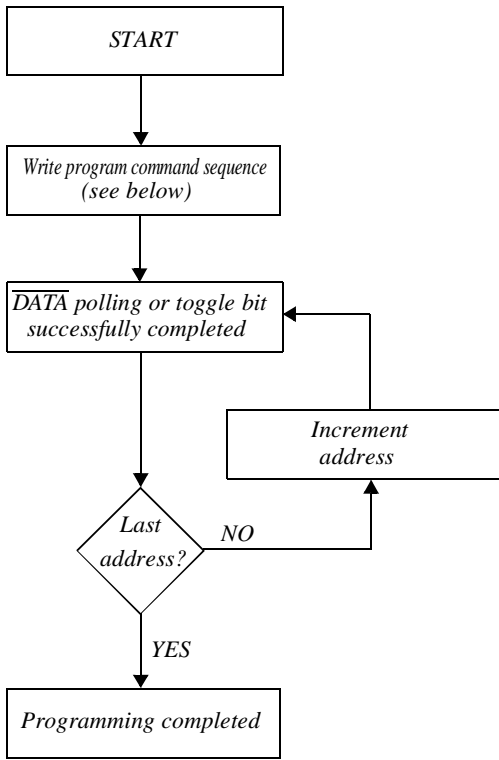 START
Write program command sequence
(see below)
DATA polling or toggle bit
successfully completed
Increment
address
Last
address?
NO
YES
Programming completed